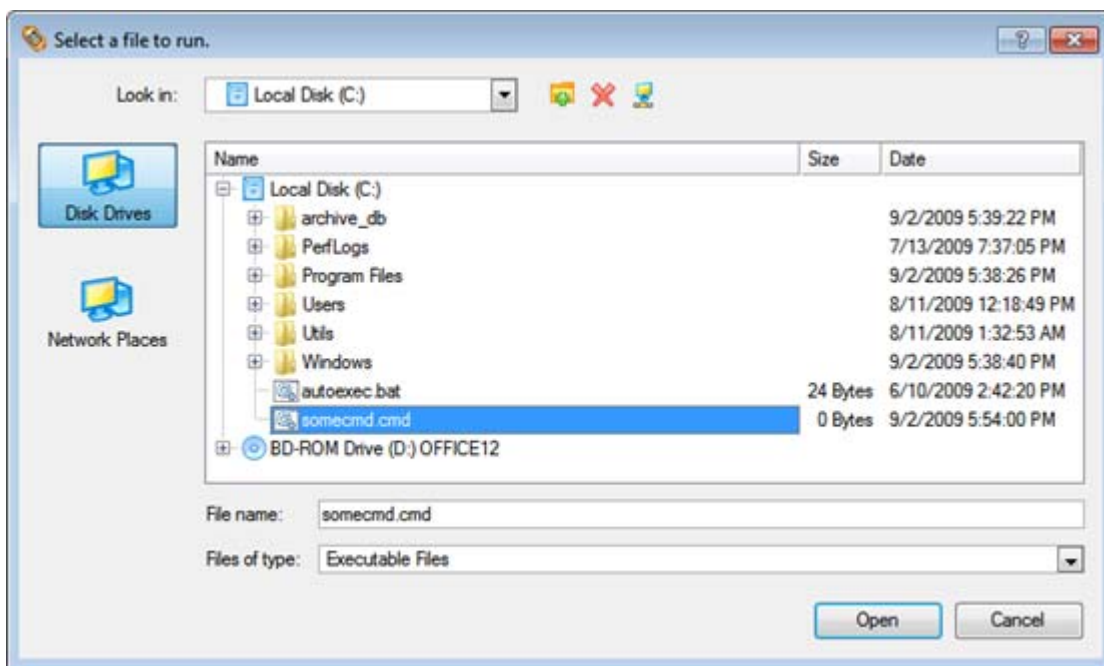 Select a file to run.
Look in: Local Disk (C:)
Disk Drives
Network Places
Name Size Date
Local Disk (C:)
archive_db 9/2/2009 5:39:22 PM
PerfLogs 7/13/2009 7:37:05 PM
Program Files 9/2/2009 5:38:26 PM
Users 8/11/2009 12:18:49 PM
Utils 8/11/2009 1:32:53 AM
Windows 9/2/2009 5:38:40 PM
autoexec.bat 24 Bytes 6/10/2009 2:42:20 PM
somecmd.cmd 0 Bytes 9/2/2009 5:54:00 PM
BD-ROM Drive (D:) OFFICE12
File name: somecmd.cmd
Files of type: Executable Files
Open Cancel